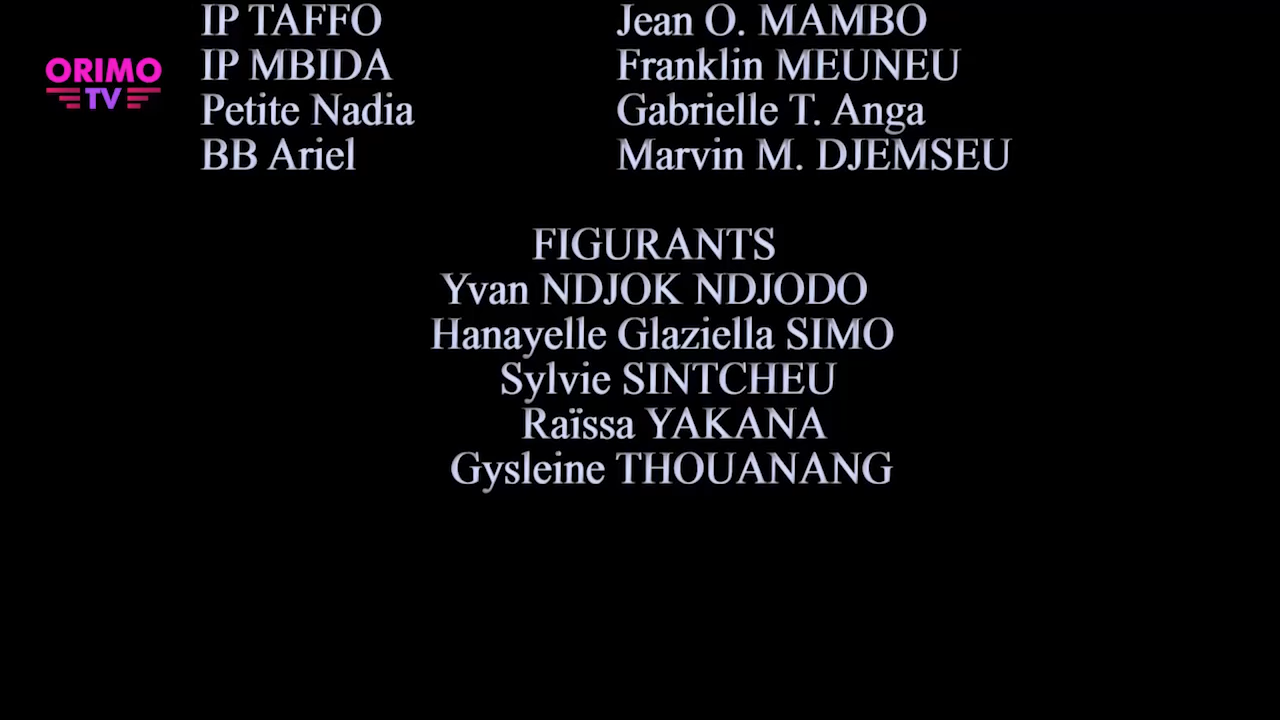 IP TAFFO Jean O. MAMBO
ORIMO
TV
IP MBIDA Franklin MEUNEU
Petite Nadia Gabrielle T. Anga
BB Ariel Marvin M. DJEMSEU
FIGURANTS
Yvan NDJOK NDJODO
Hanayelle Glaziella SIMO
Sylvie SINTCHEU
Raïssa YAKANA
Gysleine THOUANANG